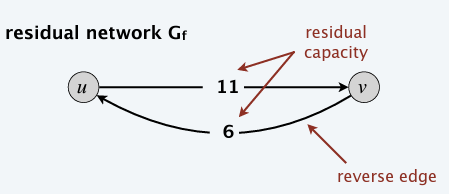 residual network Gf
residual
capacity
u
11
v
6
reverse edge